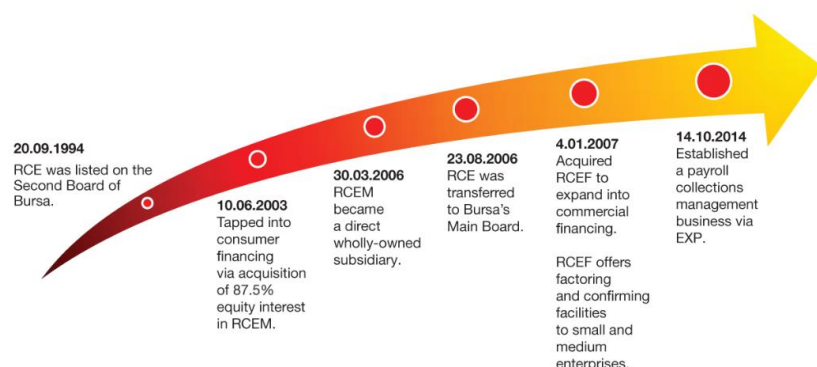 20.09.1994
RCE was listed on the
Second Board of
Bursa.
10.06.2003
Tapped into
consumer
financing
via acquisition
of 87.5%
equity interest
in RCEM.
30.03.2006
RCEM
became
a direct
wholly-owned
subsidiary.
23.08.2006
RCE was
transferred
to Bursa's
Main Board.
4.01.2007
Acquired
RCEF to
expand into
commercial
financing.
RCEF offers
factoring
and confirming
facilities
to small and
medium
enterprises.
14.10.2014
Established
a payroll
collections
management
business via
EXP.